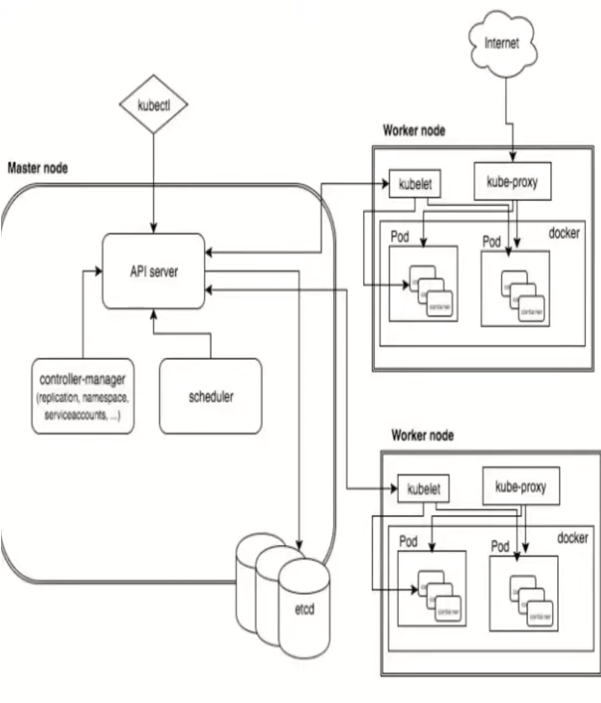 Internet
kubectl
Worker node
Master node
kubelet
kube-proxy
docker
Pod
Pod
container
container
API server
controller-manager
(replication, namespace,
serviceaccounts, ...)
scheduler
Worker node
kubelet
kube-proxy
docker
Pod
Pod
container
container
etcd